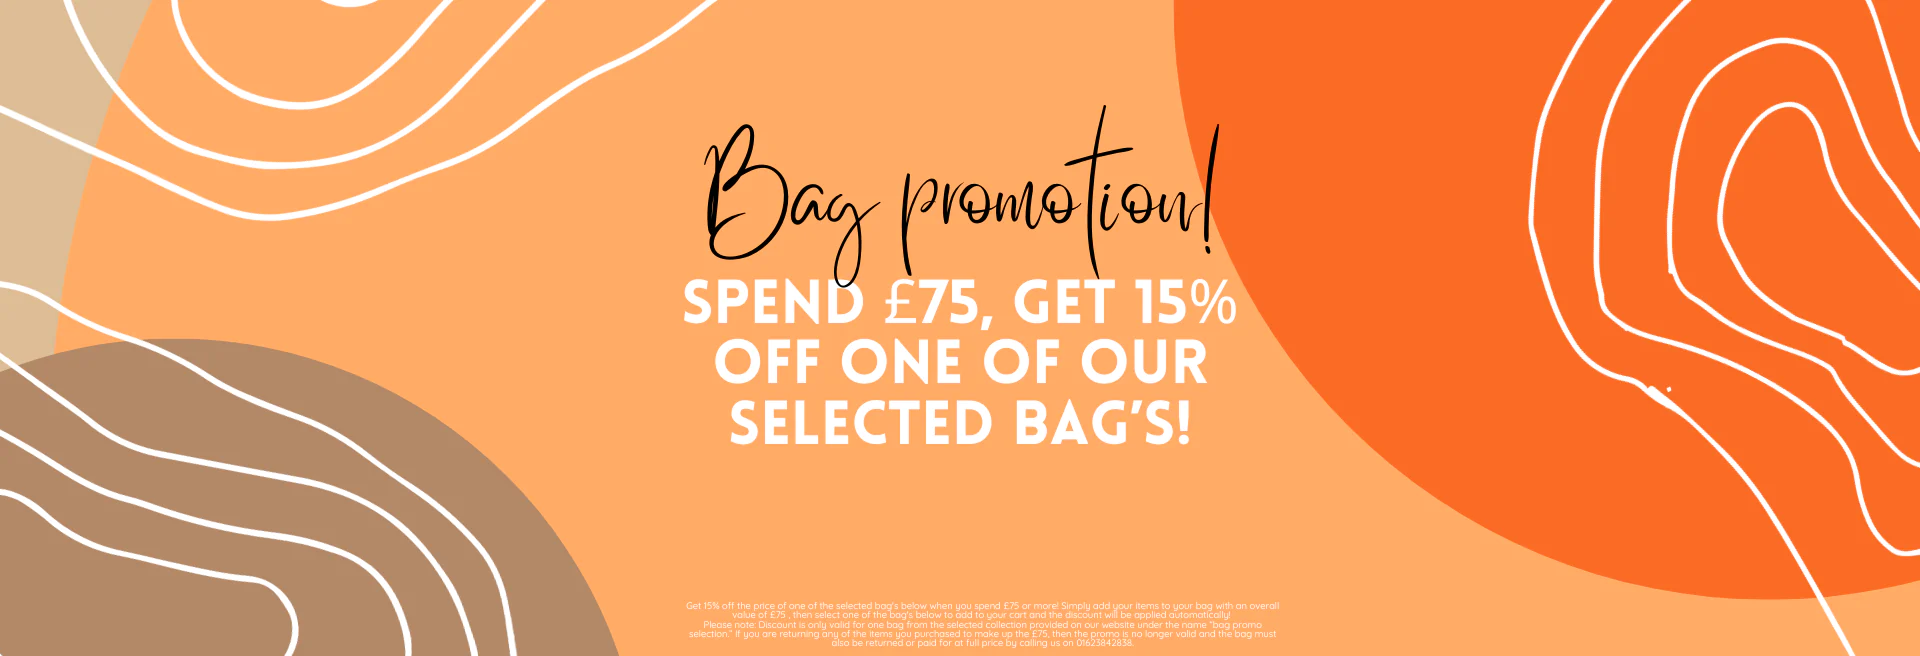 Bag promotion!
SPEND £75, GET 15%
OFF ONE OF OUR
SELECTED BAG'S!
Get 15% off the price of one of the selected bag's below when you spend £75 or more! Simply add your items to your bag with an overall
value of £75 , then select one of the bag's below to add to your cart and the discount will be applied automatically!
Please note: Discount is only valid for one bag from the selected collection provided on our website under the name "bag promo
selection." If you are returning any of the items you purchased to make up the £75, then the promo is no longer valid and the bag must
also be returned or paid for at full price by calling us on 01623842838.